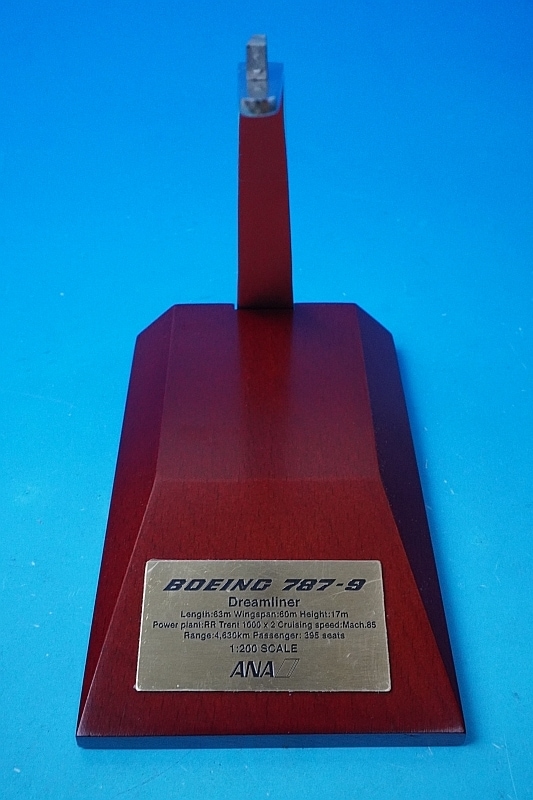 BOEING 787-9
Dreamliner
Length:63m Wingspan:60m Height:17m
Power plant:RR Trent 1000 x 2 Cruising speed:Mach.85
Range:4,630km Passenger: 395 seats
1:200 SCALE
ANA